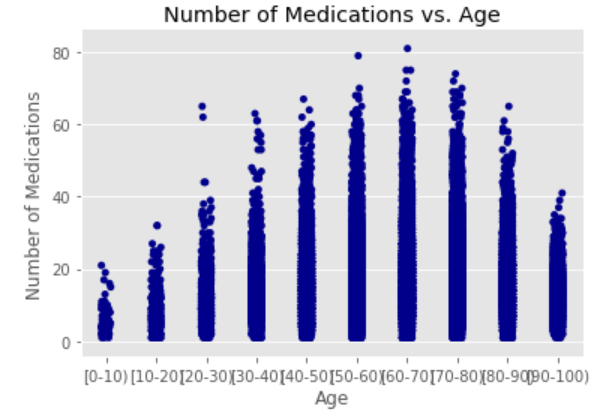 Number of Medications vs. Age
Number of Medications
80
60
40
20
0
[0-10) [10-20) [20-30) [30-40) [40-50) [50-60) [60-70) [70-80) [80-90) [90-100)
Age